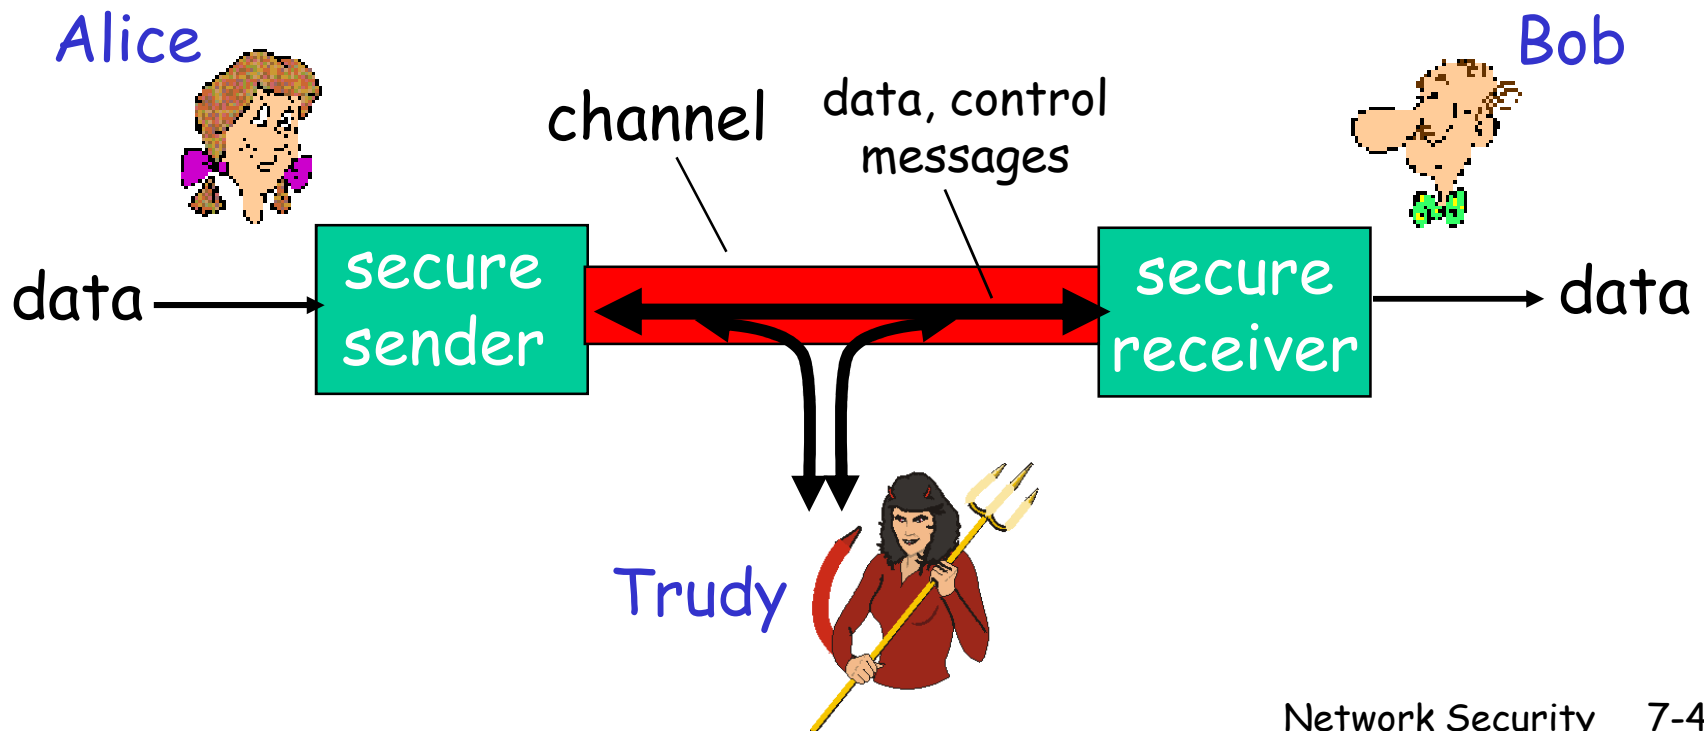 Alice
Bob
channel
data, control
messages
data
secure
sender
secure
receiver
data
Trudy
Network Security 7-4